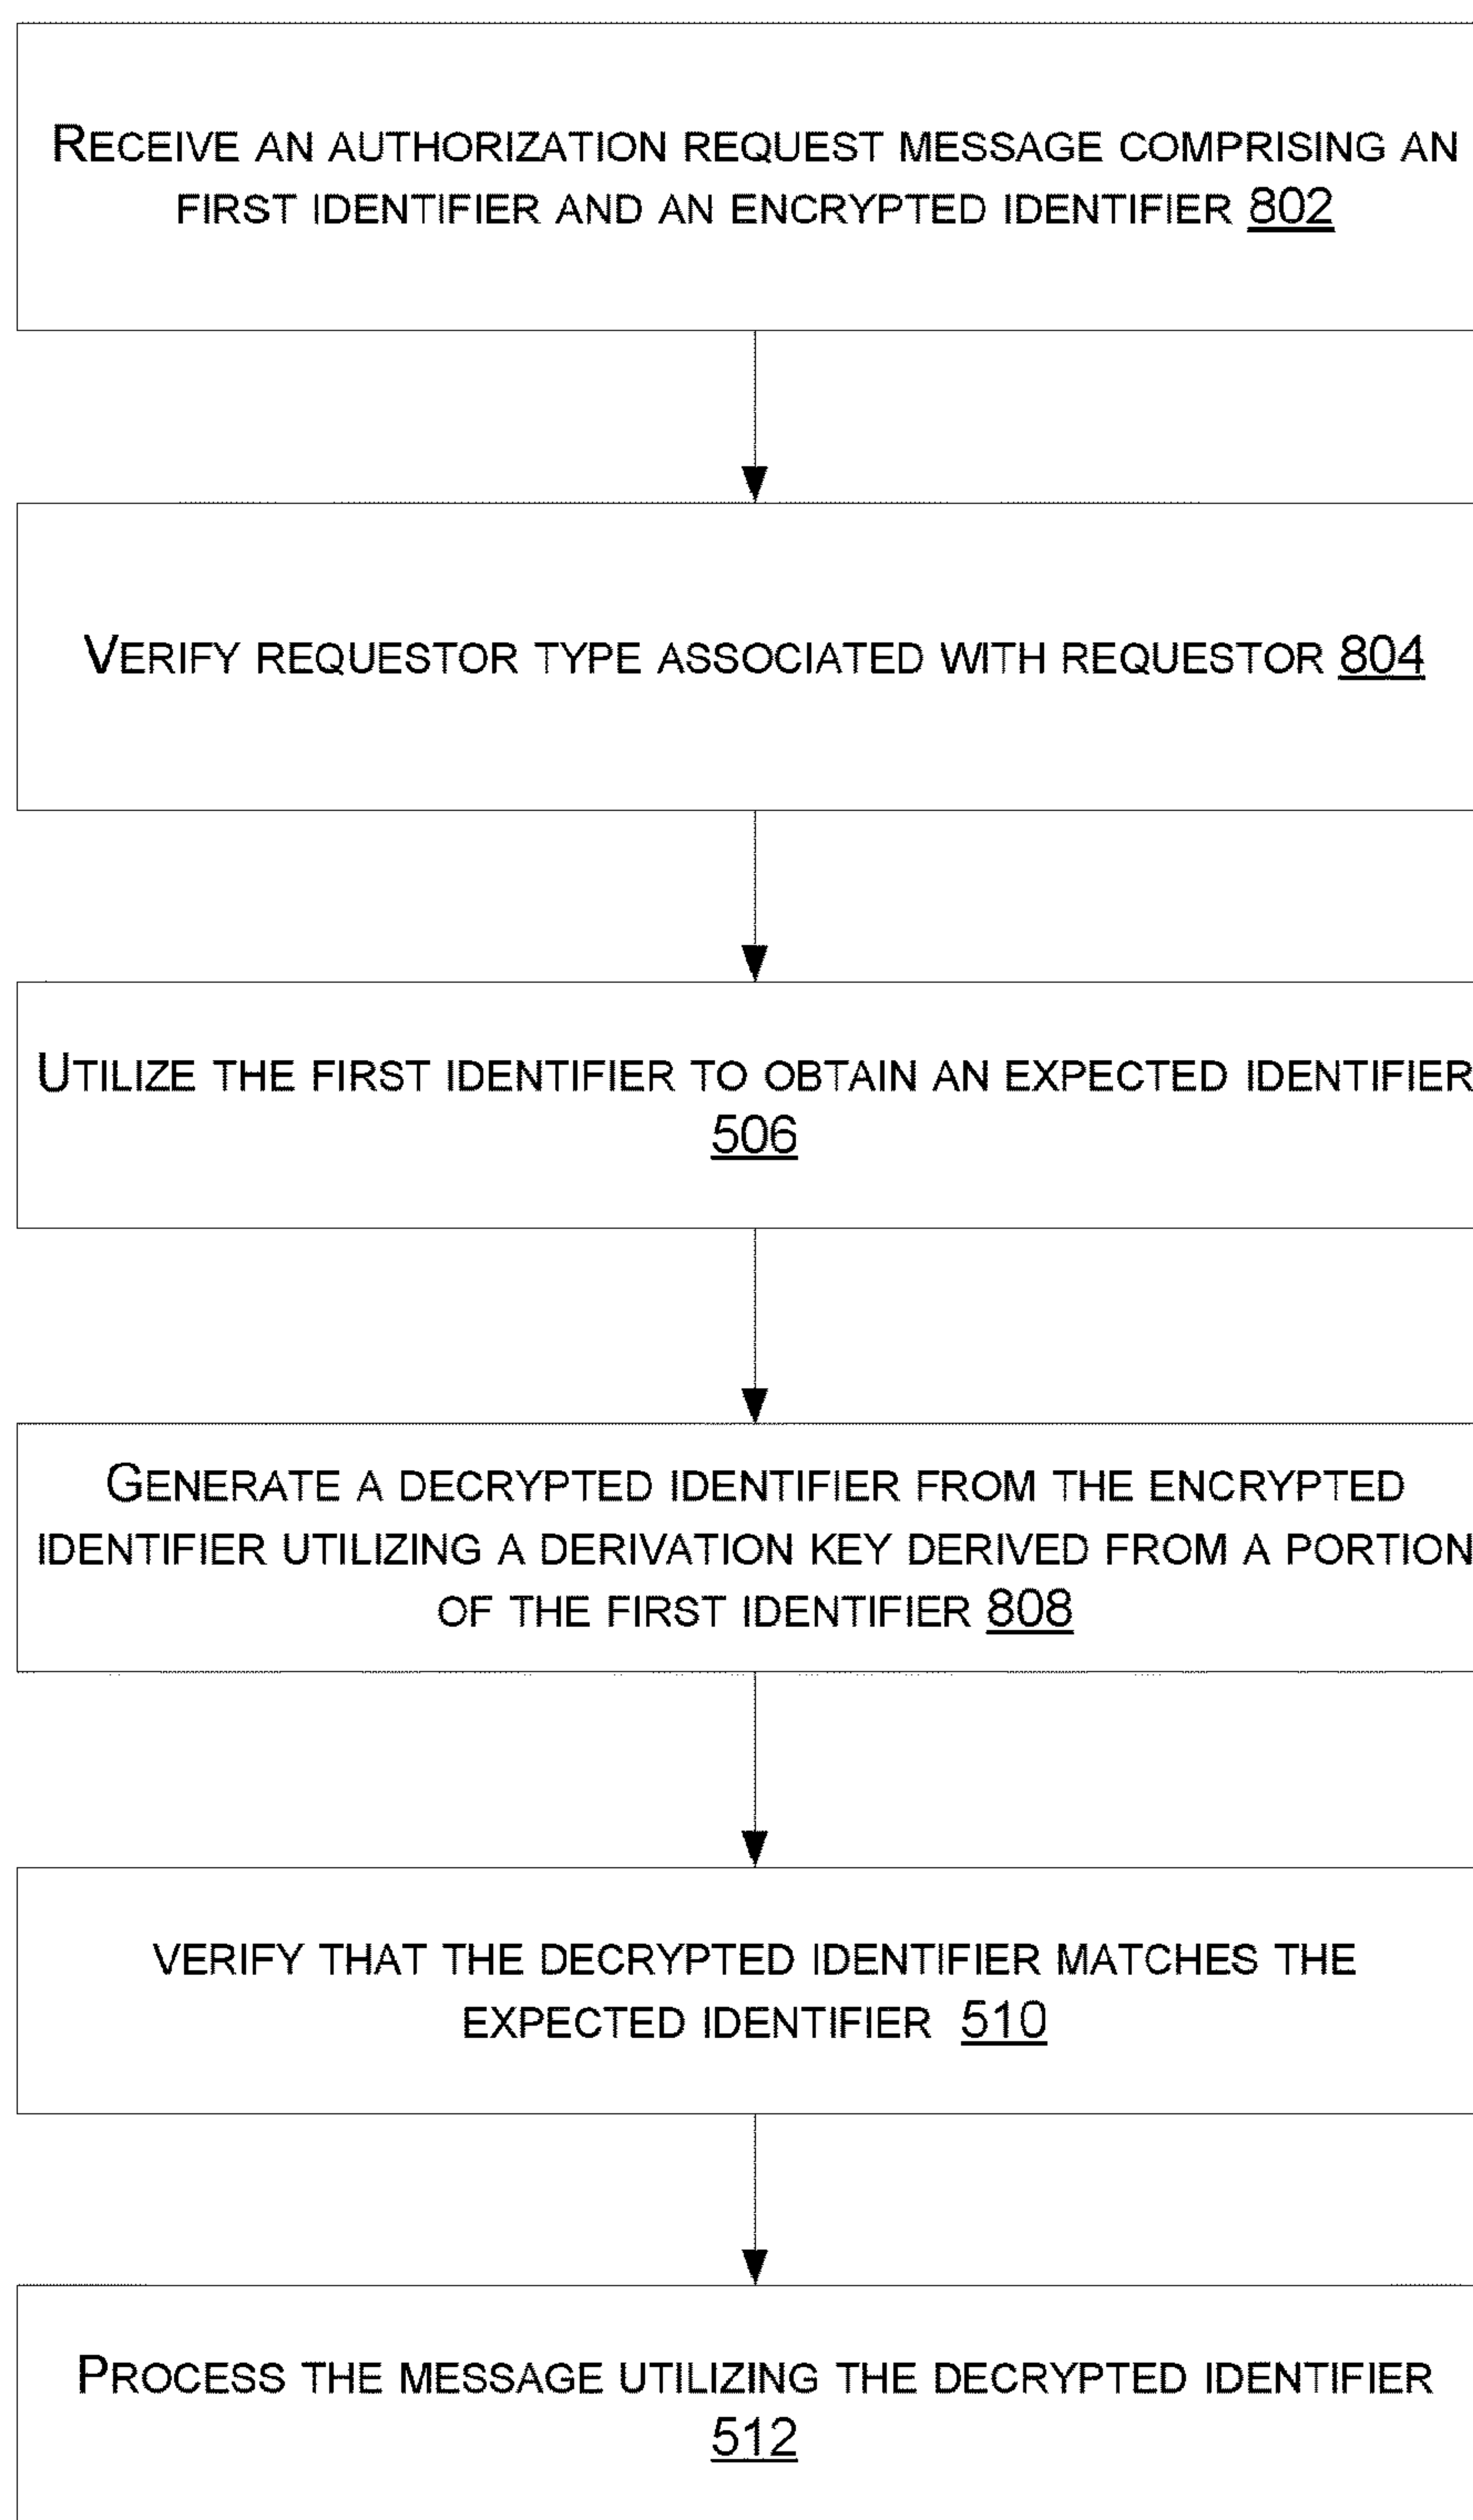 RECEIVE AN AUTHORIZATION REQUEST MESSAGE COMPRISING AN
FIRST IDENTIFIER AND AN ENCRYPTED IDENTIFIER 802
VERIFY REQUESTOR TYPE ASSOCIATED WITH REQUESTOR 804
UTILIZE THE FIRST IDENTIFIER TO OBTAIN AN EXPECTED IDENTIFIER
506
GENERATE A DECRYPTED IDENTIFIER FROM THE ENCRYPTED
IDENTIFIER UTILIZING A DERIVATION KEY DERIVED FROM A PORTION
OF THE FIRST IDENTIFIER 808
VERIFY THAT THE DECRYPTED IDENTIFIER MATCHES THE
EXPECTED IDENTIFIER 510
PROCESS THE MESSAGE UTILIZING THE DECRYPTED IDENTIFIER
512